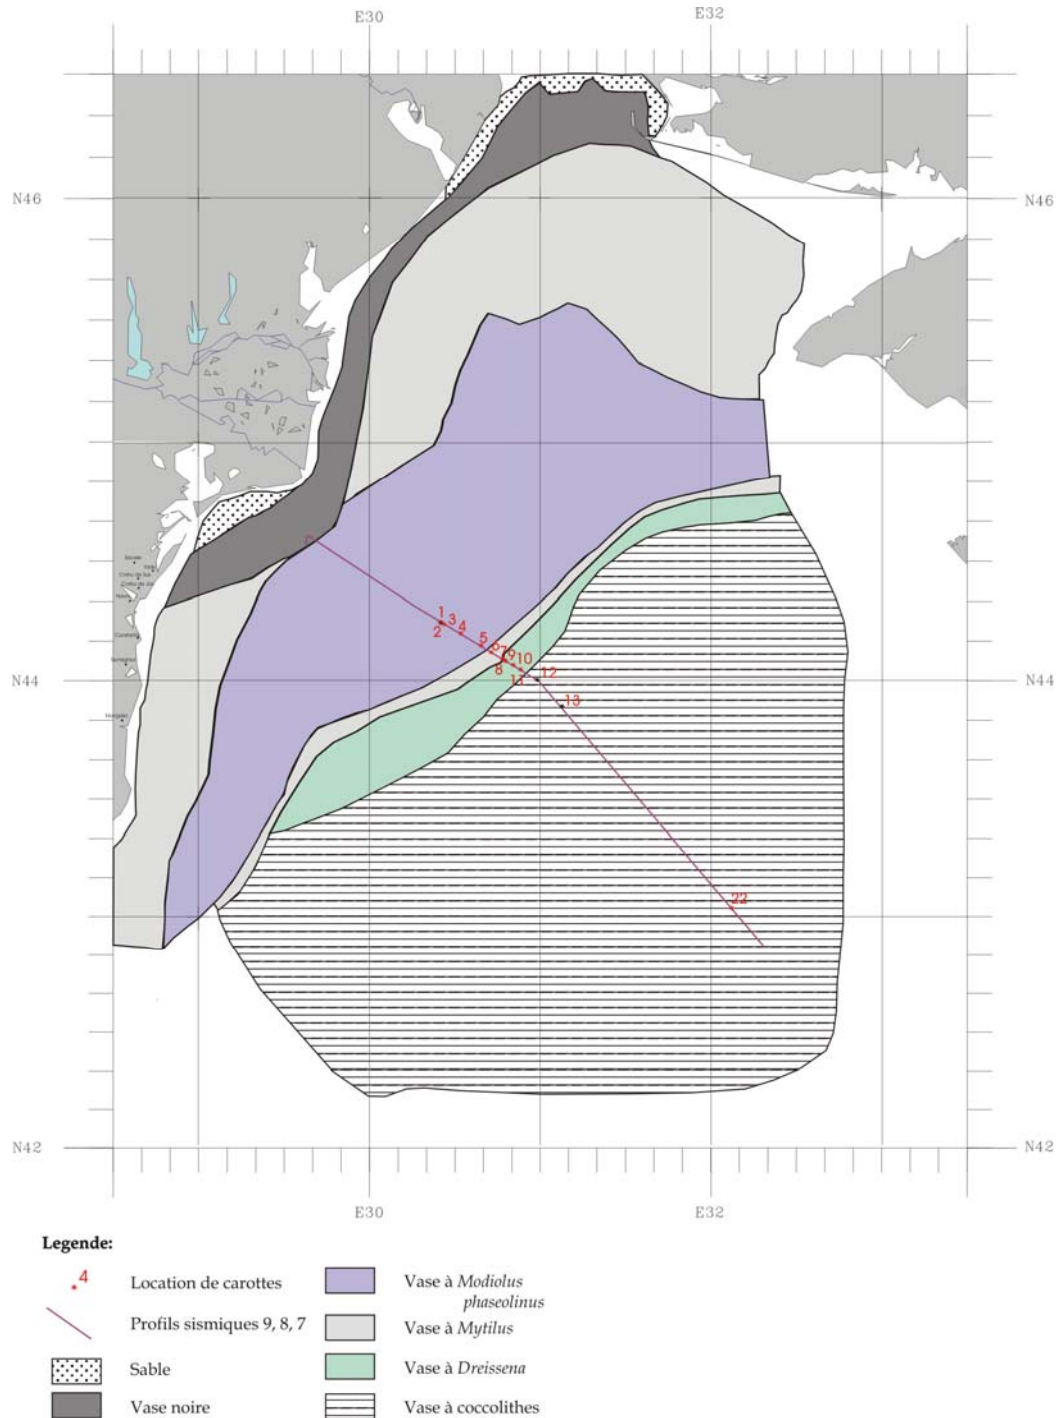 E30
E32
N46
N46
1
3
2
4
5
6
7
9
10
8
11
12
N44
N44
13
22
N42
N42
E30
E32
Legende:
4
Location de carottes
Vase à Modiolus
phaseolinus
Profils sismiques 9, 8, 7
Vase à Mytilus
Sable
Vase à Dreissena
Vase noire
Vase à coccolithes